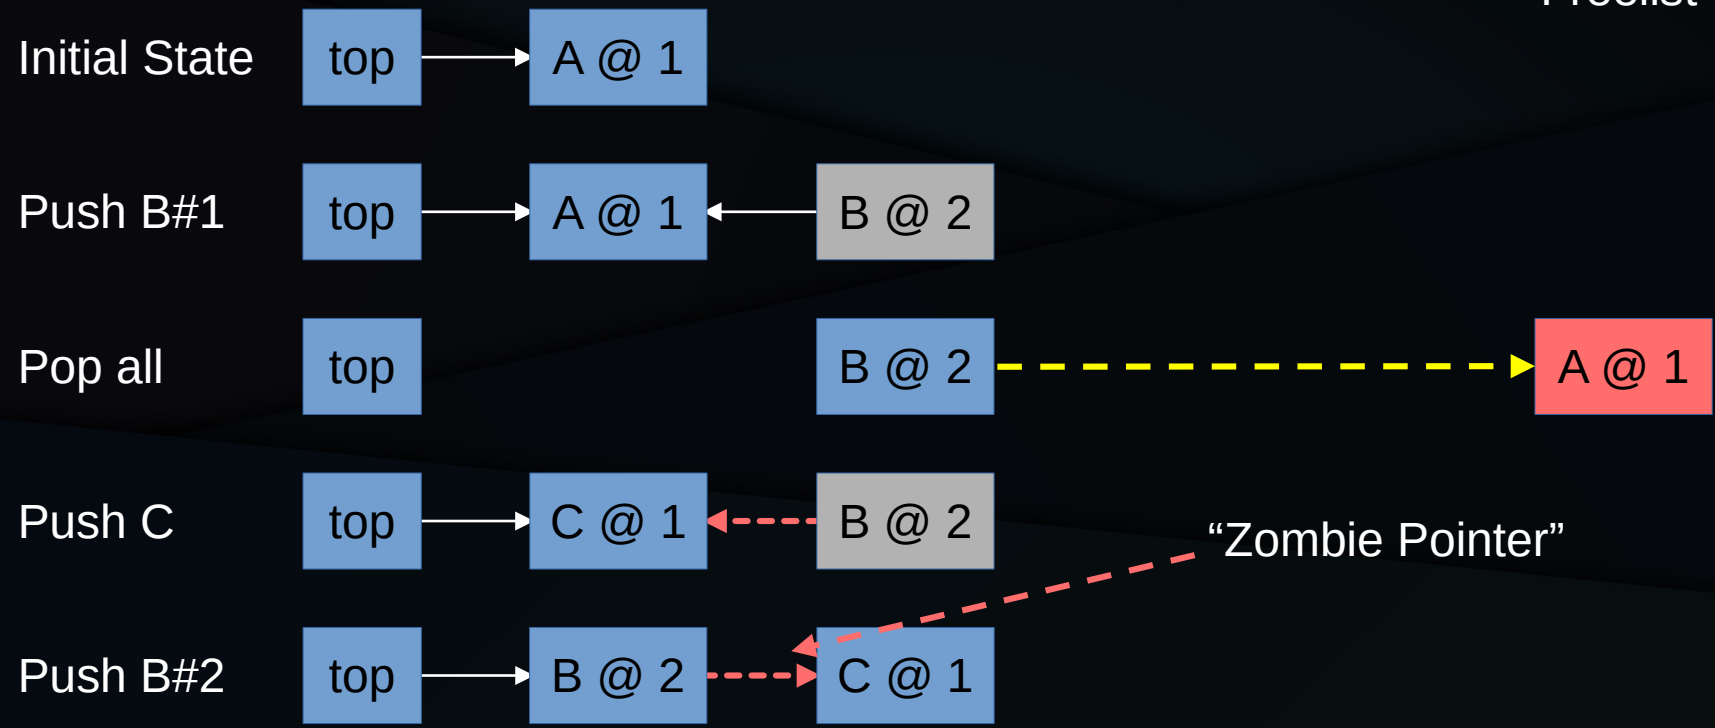 Initial State top A @ 1
Push B#1 top A @ 1 B @ 2
Pop all top B @ 2 A @ 1
Push C top C @ 1 B @ 2
“Zombie Pointer”
Push B#2 top B @ 2 C @ 1